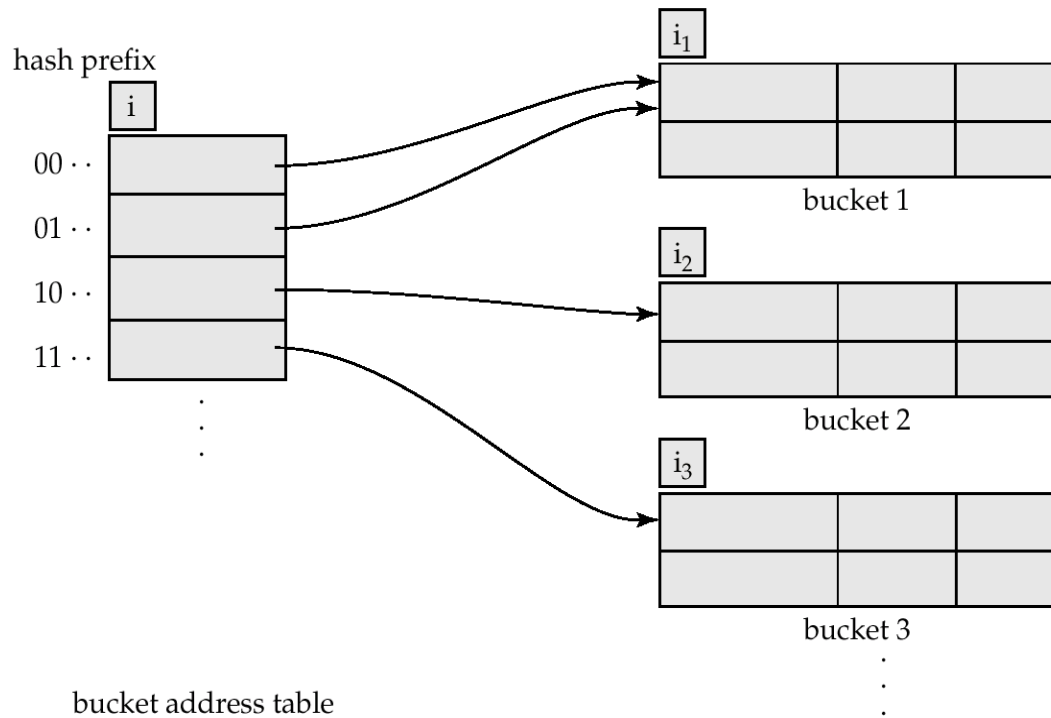 hash prefix
i
00 · ·
01 · ·
10 · ·
11 · ·
.
.
.
bucket address table
i₁
bucket 1
i₂
bucket 2
i₃
bucket 3
.
.
.